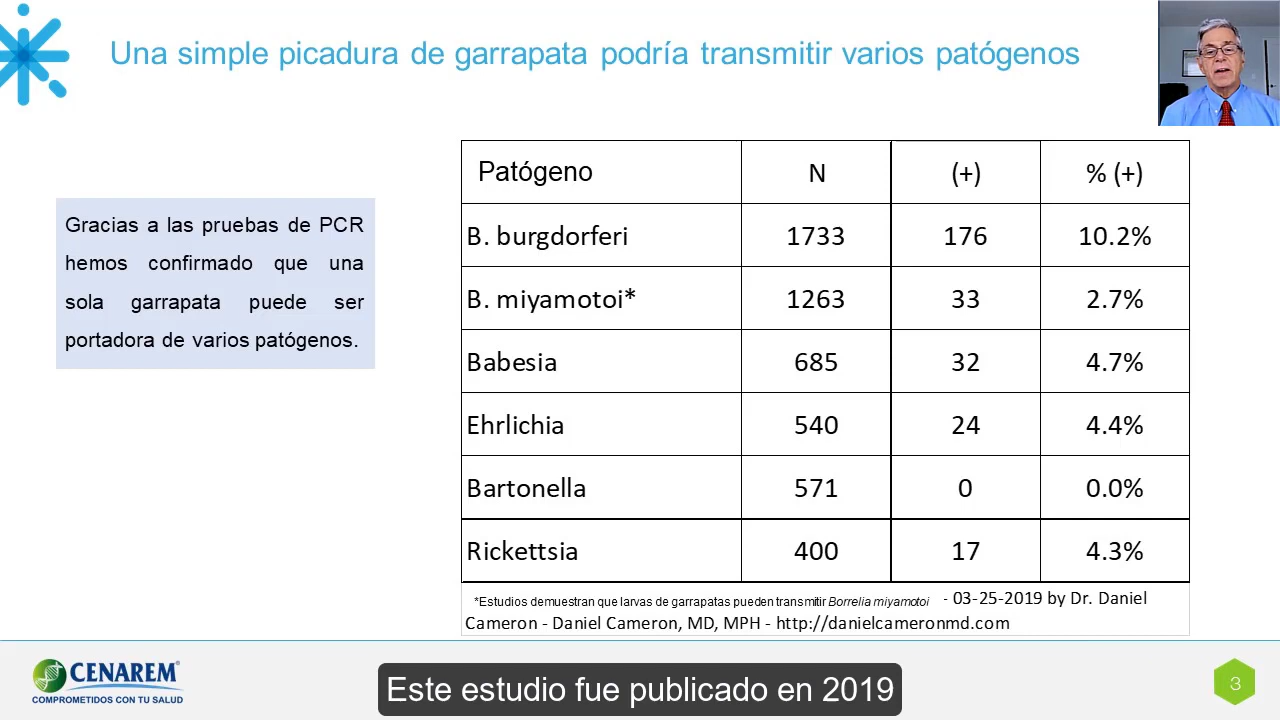 Una simple picadura de garrapata podría transmitir varios patógenos
Gracias a las pruebas de PCR
hemos confirmado que una
sola garrapata puede ser
portadora de varios patógenos.
Patógeno N (+) % (+)
B. burgdorferi 1733 176 10.2%
B. miyamotoi* 1263 33 2.7%
Babesia 685 32 4.7%
Ehrlichia 540 24 4.4%
Bartonella 571 0 0.0%
Rickettsia 400 17 4.3%
*Estudios demuestran que larvas de garrapatas pueden transmitir Borrelia miyamotoi - 03-25-2019 by Dr. Daniel
Cameron - Daniel Cameron, MD, MPH - http://danielcameronmd.com
CENAREM®
COMPROMETIDOS CON TU SALUD
Este estudio fue publicado en 2019
3